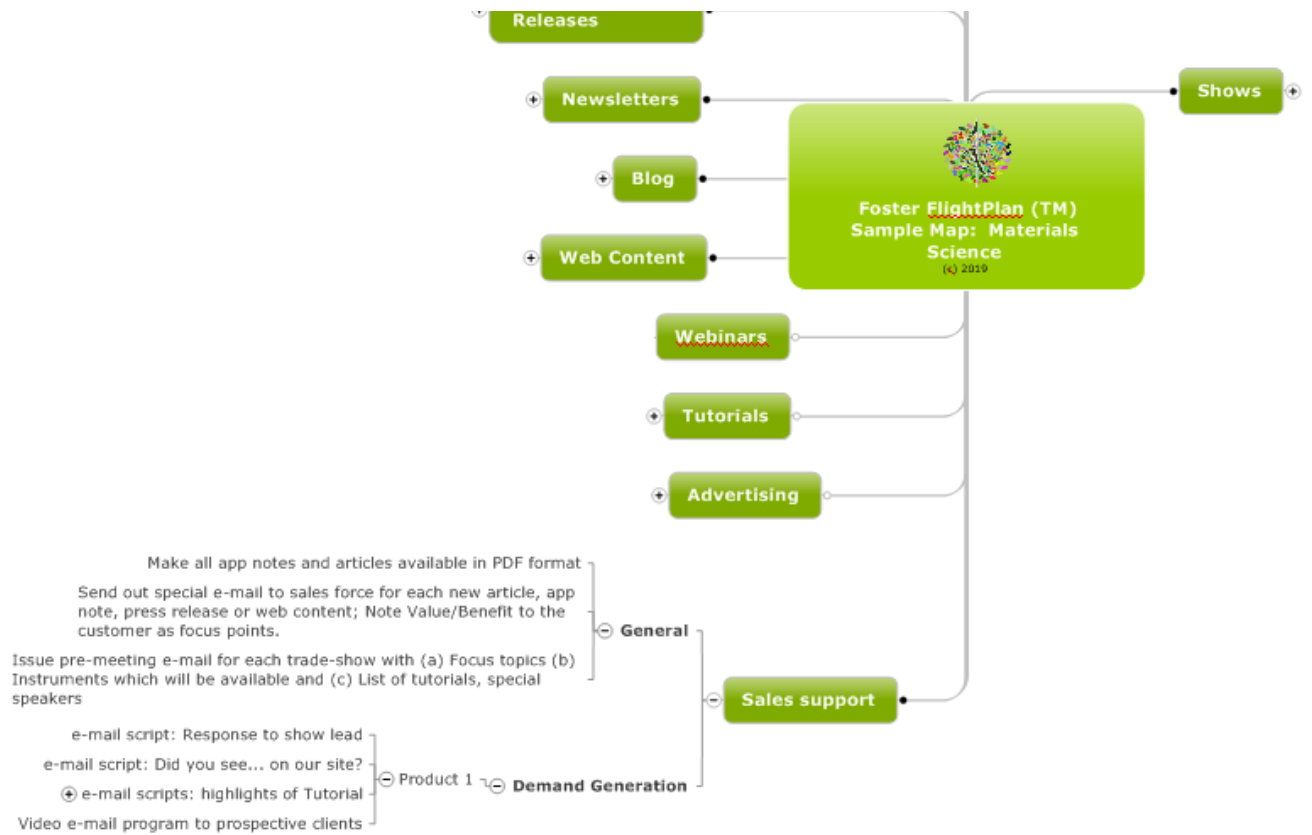 Releases
Newsletters
Shows
Blog
Foster FlightPlan (TM)
Sample Map:  Materials
Science
(c) 2019
Web Content
Webinars
Tutorials
Advertising
Make all app notes and articles available in PDF format
Send out special e-mail to sales force for each new article, app
note, press release or web content; Note Value/Benefit to the
customer as focus points.
General
Issue pre-meeting e-mail for each trade-show with (a) Focus topics (b)
Instruments which will be available and (c) List of tutorials, special
speakers
Sales support
e-mail script: Response to show lead
e-mail script: Did you see... on our site?
Product 1
Demand Generation
e-mail scripts: highlights of Tutorial
Video e-mail program to prospective clients